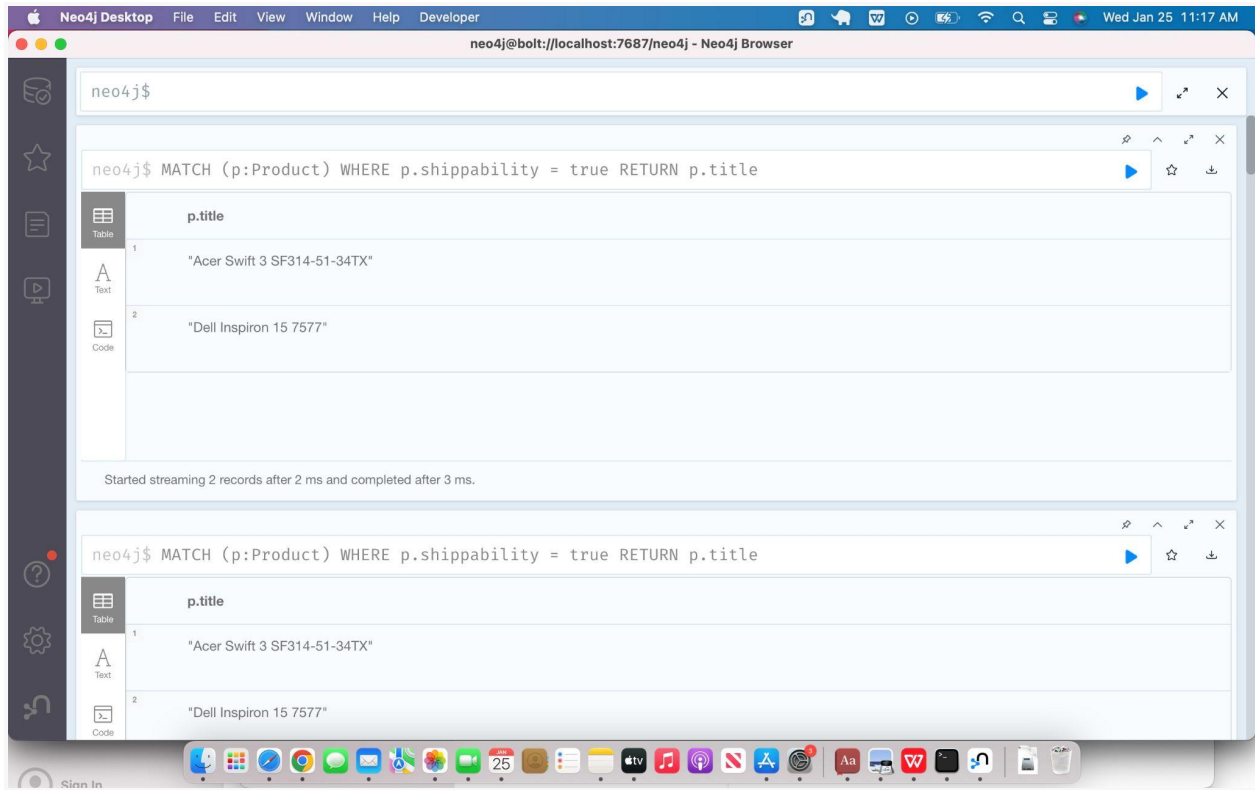 Neo4j Desktop File Edit View Window Help Developer Wed Jan 25 11:17 AM
neo4j@bolt://localhost:7687/neo4j - Neo4j Browser
neo4j$
neo4j$ MATCH (p:Product) WHERE p.shippability = true RETURN p.title
Table
p.title
1
"Acer Swift 3 SF314-51-34TX"
Text
2
"Dell Inspiron 15 7577"
Code
Started streaming 2 records after 2 ms and completed after 3 ms.
neo4j$ MATCH (p:Product) WHERE p.shippability = true RETURN p.title
Table
p.title
1
"Acer Swift 3 SF314-51-34TX"
Text
2
"Dell Inspiron 15 7577"
Code
JAN
25
tv
Aa
Sign In